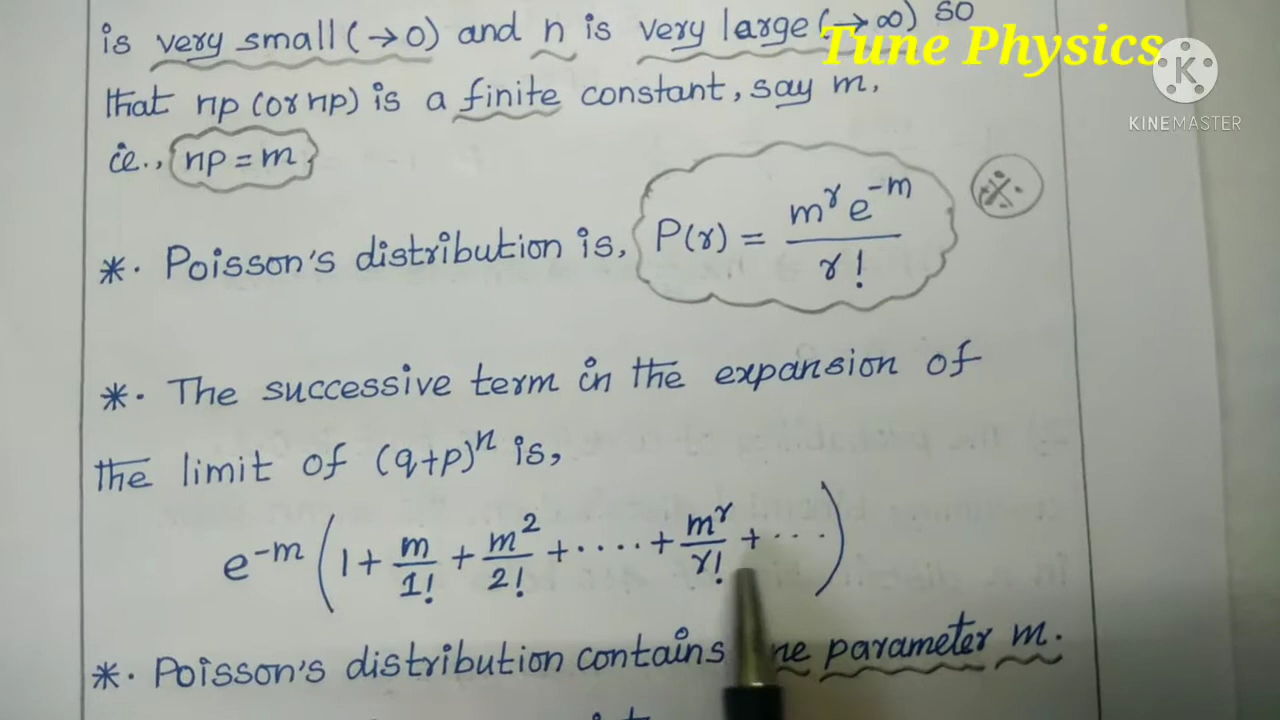 is very small (→0) and n is very large (→∞) so
Tune Physics
K
KINEMASTER
that np (or np) is a finite constant, say m,
ie., np = m
*. Poisson's distribution is, P(r) = m^r e^-m / r!
*. The successive term in the expansion of
the limit of (q+p)^n is,
e^-m (1 + m/1! + m^2/2! + .... + m^r/r! + ...)
*. Poisson's distribution contains parameter m.